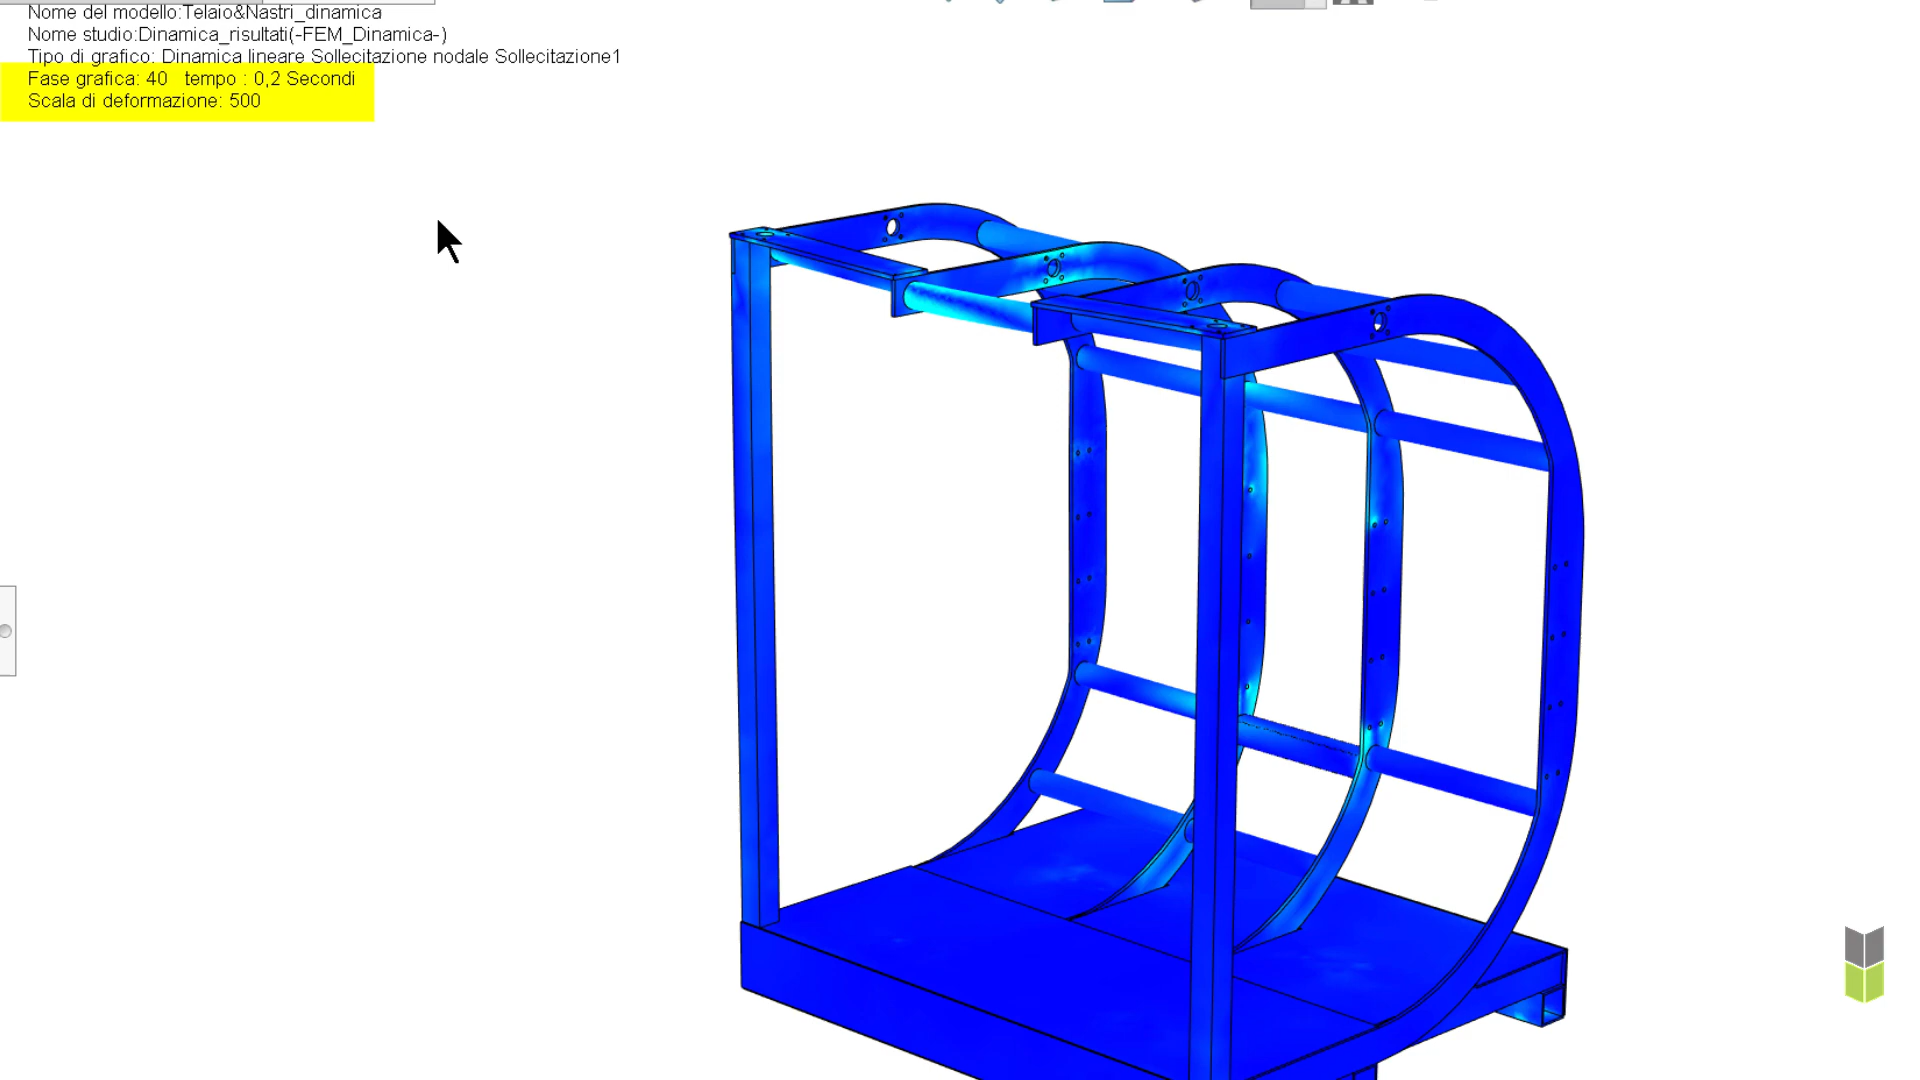 Nome del modello:Telaio&Nastri_dinamica
Nome studio:Dinamica_risultati(-FEM_Dinamica-)
Tipo di grafico: Dinamica lineare Sollecitazione nodale Sollecitazione1
Fase grafica: 40   tempo : 0,2 Secondi
Scala di deformazione: 500